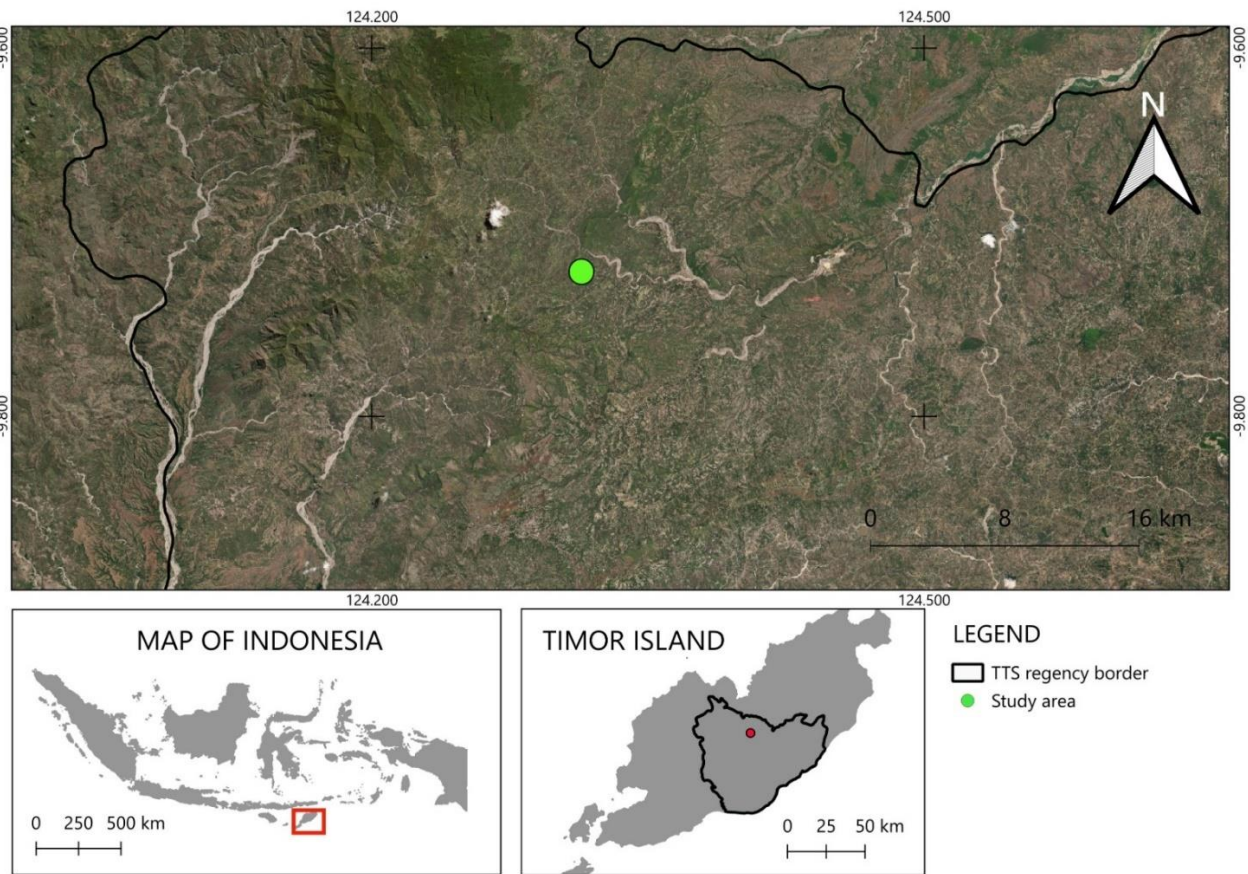 124.200 124.500
-9.600 -9.600
N
-9.800 -9.800
0 8 16 km
124.200 124.500
MAP OF INDONESIA
0 250 500 km
TIMOR ISLAND
0 25 50 km
LEGEND
TTS regency border
Study area